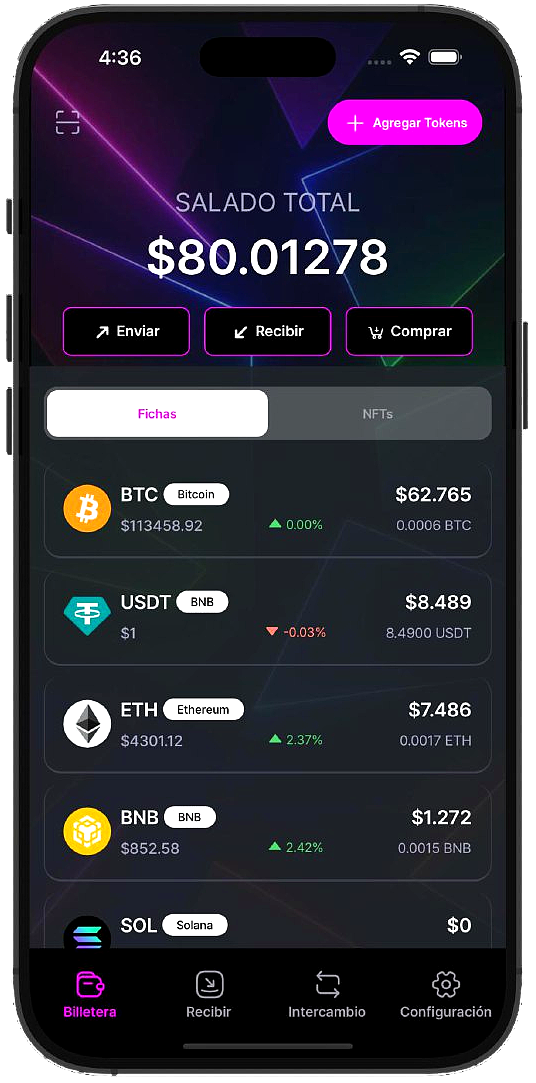 4:36
Agregar Tokens
SALADO TOTAL
$80.01278
Enviar Recibir Comprar
Fichas NFTs
BTC Bitcoin $62.765
$113458.92 0.00% 0.0006 BTC
USDT BNB $8.489
$1 -0.03% 8.4900 USDT
ETH Ethereum $7.486
$4301.12 2.37% 0.0017 ETH
BNB BNB $1.272
$852.58 2.42% 0.0015 BNB
SOL Solana $0
Billetera Recibir Intercambio Configuración